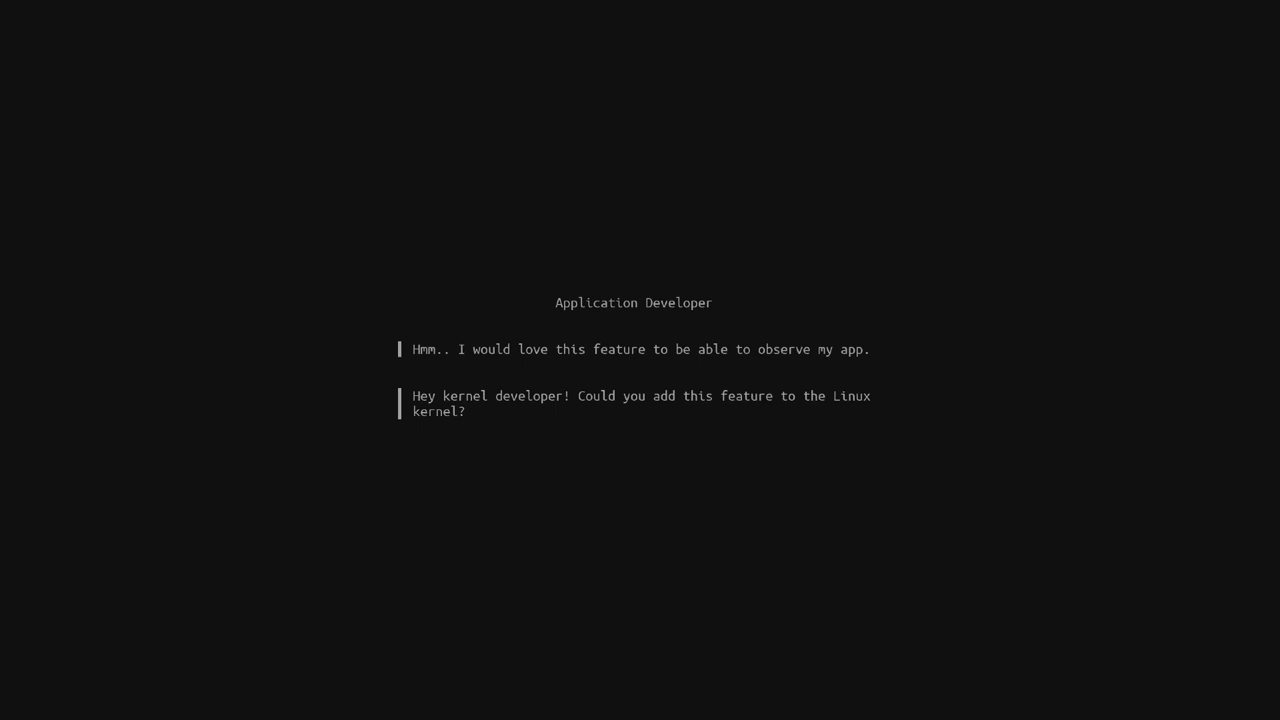 Application Developer
Hmm.. I would love this feature to be able to observe my app.
Hey kernel developer! Could you add this feature to the Linux
kernel?